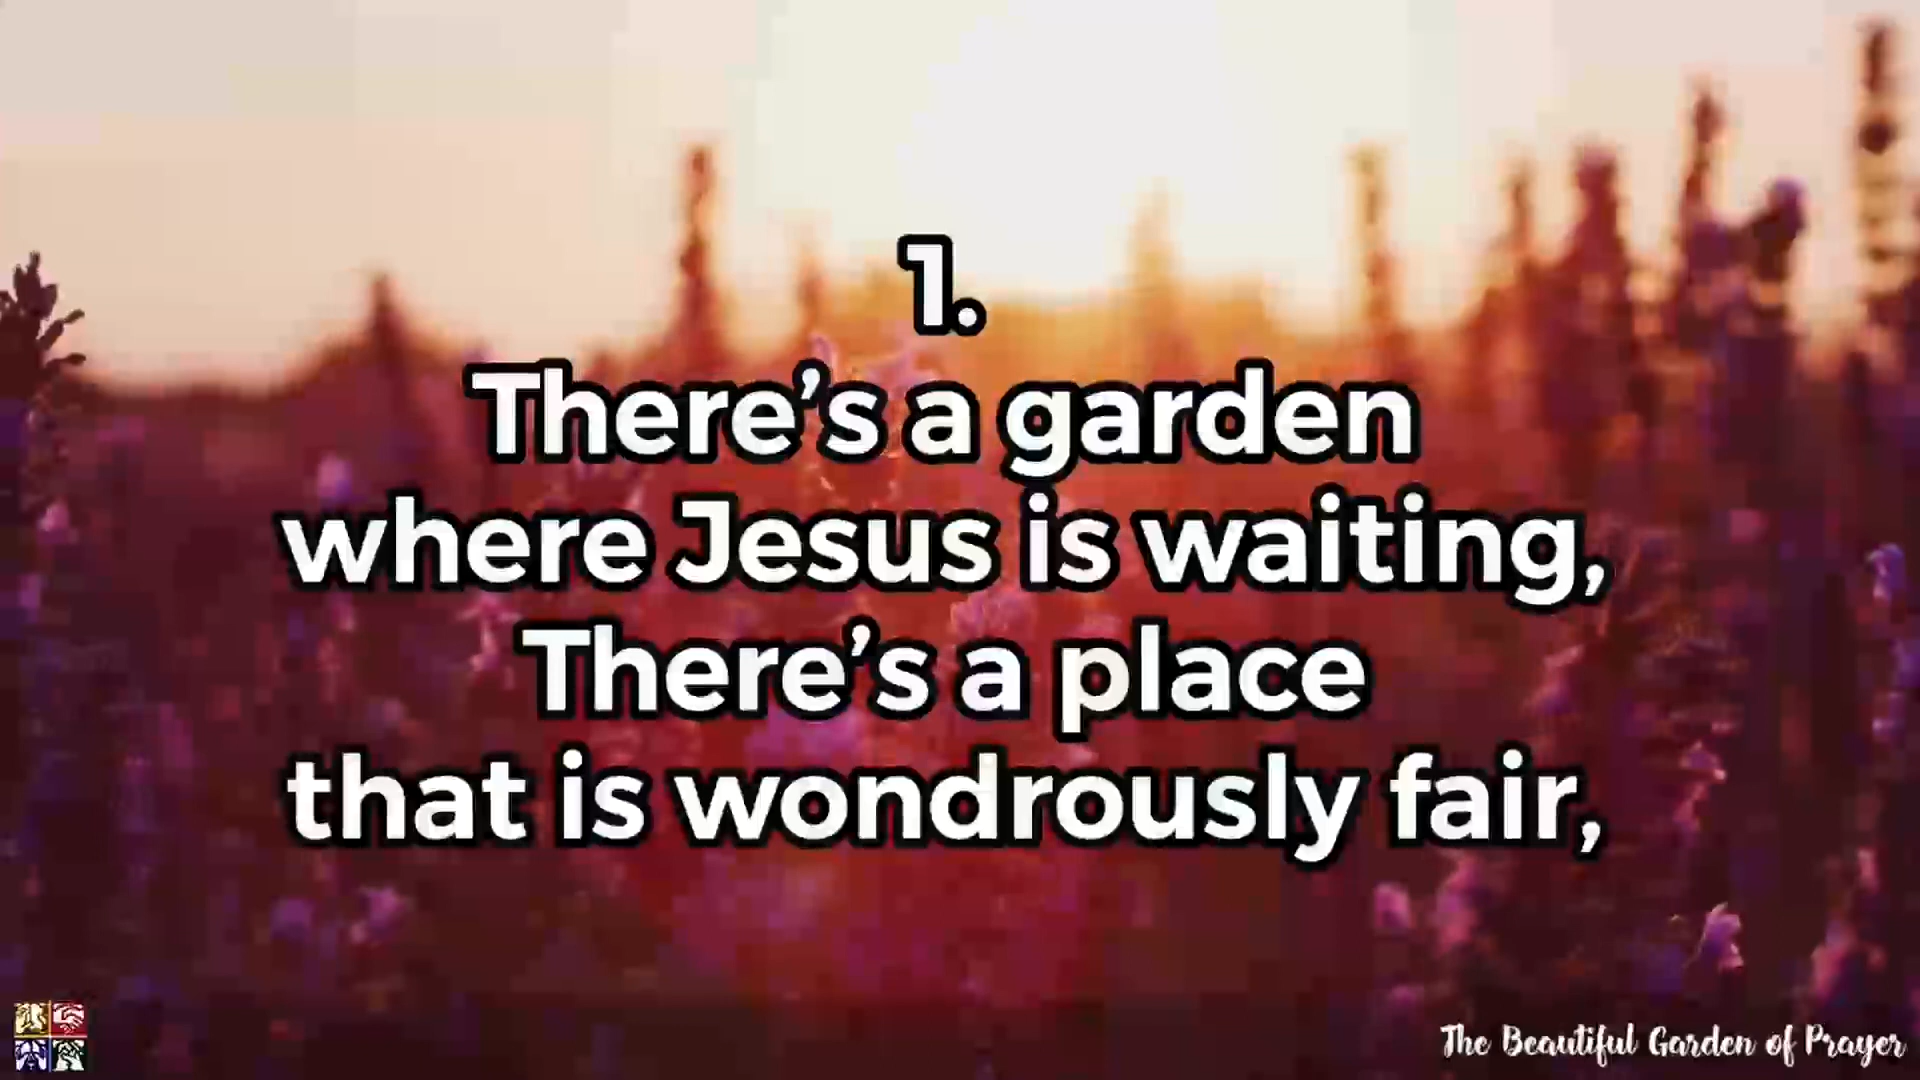 1.
There’s a garden
where Jesus is waiting,
There’s a place
that is wondrously fair,
The Beautiful Garden of Prayer